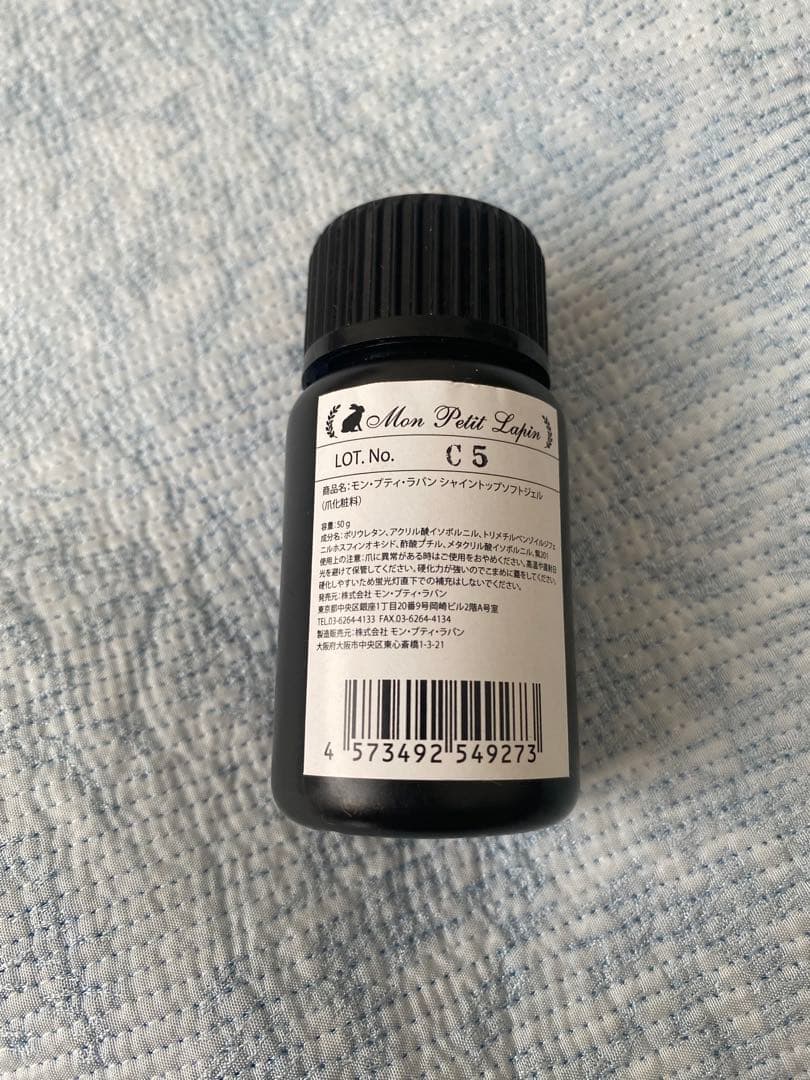 Mon Petit Lapin
LOT. No. C5
商品名：モン・プティ・ラパン シャイントップソフトジェル
（爪化粧料）
容量：50g
成分名：ポリウレタン、アクリル酸イソボルニル、トリメチルベンゾイルジフェ
ニルホスフィンオキシド、酢酸ブチル、メタクリル酸イソボルニル、紫201
使用上の注意：爪に異常がある時はご使用をおやめください。高温や直射日
光を避けて保管してください。硬化力が強いのでこまめに蓋をしてください。
硬化しやすいため蛍光灯直下での補充はしないでください。
発売元：株式会社 モン・プティ・ラパン
東京都中央区銀座1丁目20番9号岡崎ビル2階A号室
TEL.03-6264-4133 FAX.03-6264-4134
製造販売元：株式会社 モン・プティ・ラパン
大阪府大阪市中央区東心斎橋1-3-21
4 573492 549273